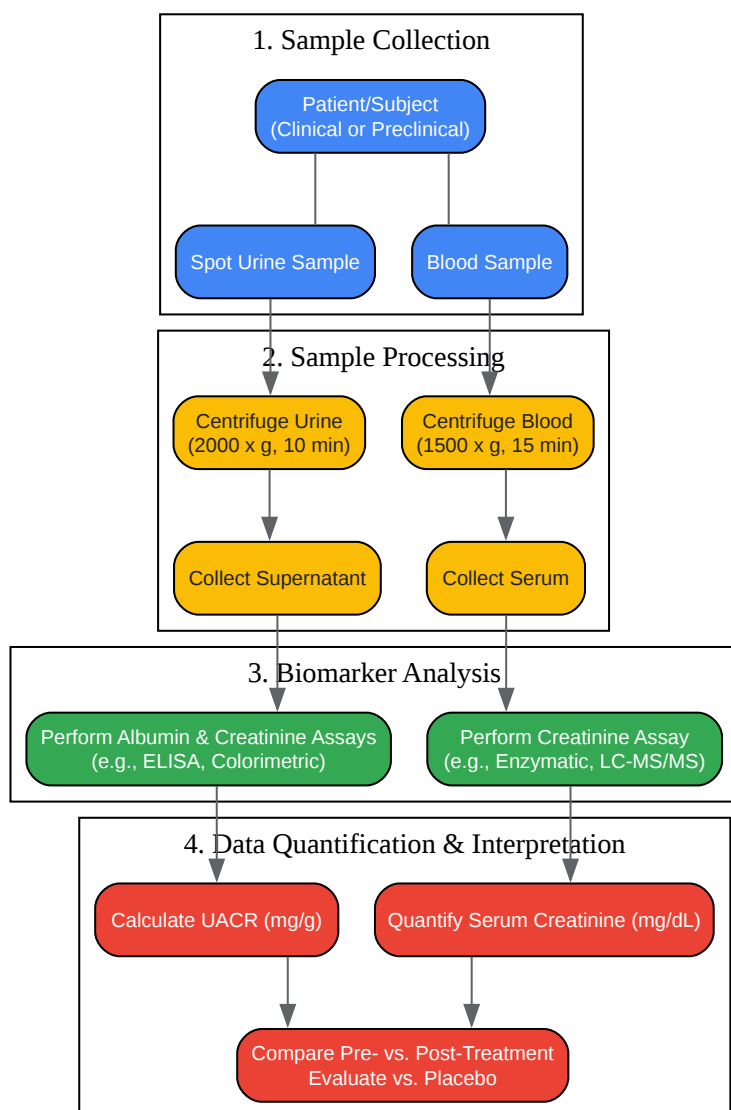 1. Sample Collection
Patient/Subject
(Clinical or Preclinical)
Spot Urine Sample
Blood Sample
2. Sample Processing
Centrifuge Urine
(2000 x g, 10 min)
Centrifuge Blood
(1500 x g, 15 min)
Collect Supernatant
Collect Serum
3. Biomarker Analysis
Perform Albumin & Creatinine Assays
(e.g., ELISA, Colorimetric)
Perform Creatinine Assay
(e.g., Enzymatic, LC-MS/MS)
4. Data Quantification & Interpretation
Calculate UACR (mg/g)
Quantify Serum Creatinine (mg/dL)
Compare Pre- vs. Post-Treatment
Evaluate vs. Placebo